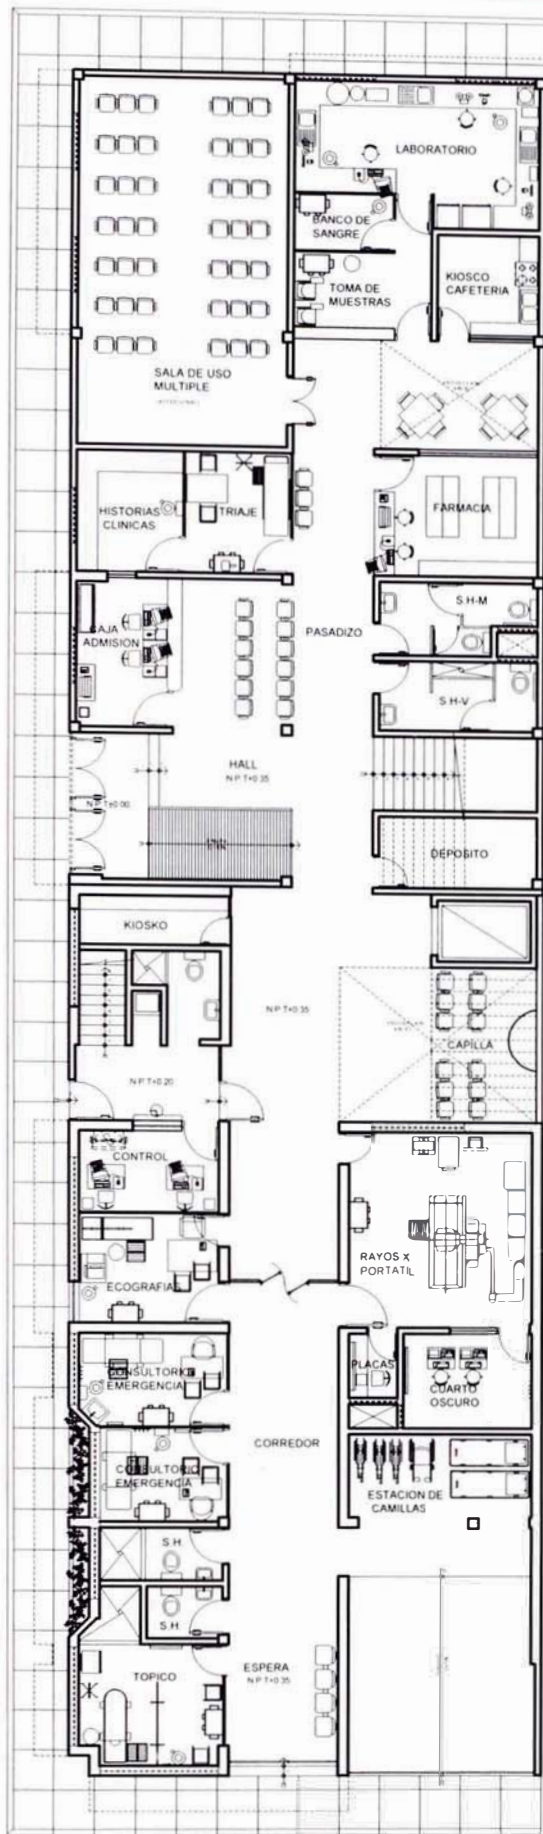 LABORATORIO
BANCO DE
SANGRE
TOMA DE
MUESTRAS
KIOSCO
CAFETERIA
SALA DE USO
MULTIPLE
HISTORIAS
CLINICAS
TRIAJE
FARMACIA
CAJA
ADMISION
PASADIZO
S.H-M
S.H-V
HALL
N.P.T+0.35
N.P.T±0.00
DEPOSITO
KIOSKO
N.P.T+0.35
CAPILLA
N.P.T+0.20
CONTROL
ECOGRAFIAS
RAYOS X
PORTATIL
CONSULTORIO
EMERGENCIA
PLACAS
CUARTO
OSCURO
CORREDOR
CONSULTORIO
EMERGENCIA
ESTACION DE
CAMILLAS
S.H.
S.H.
ESPERA
N.P.T+0.35
TOPICO